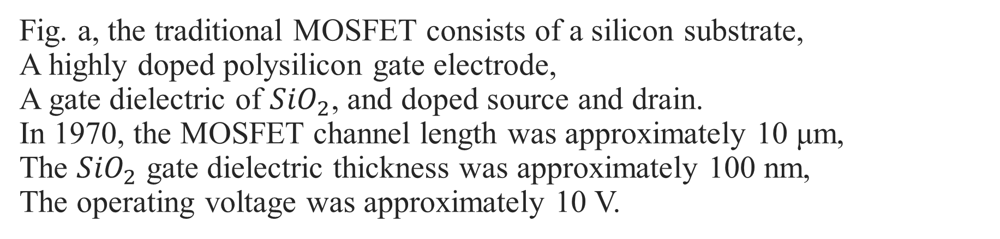 Fig. a, the traditional MOSFET consists of a silicon substrate,
A highly doped polysilicon gate electrode,
A gate dielectric of SiO₂, and doped source and drain.
In 1970, the MOSFET channel length was approximately 10 μm,
The SiO₂ gate dielectric thickness was approximately 100 nm,
The operating voltage was approximately 10 V.